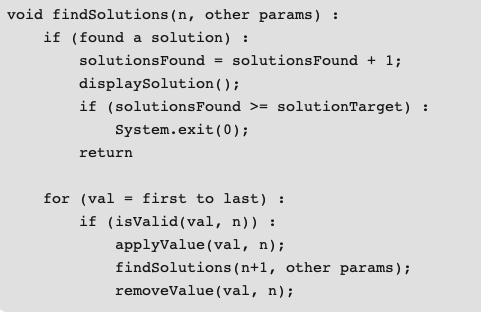 void findSolutions(n, other params) :
    if (found a solution) :
        solutionsFound = solutionsFound + 1;
        displaySolution();
        if (solutionsFound >= solutionTarget) :
            System.exit(0);
        return

    for (val = first to last) :
        if (isValid(val, n)) :
            applyValue(val, n);
            findSolutions(n+1, other params);
            removeValue(val, n);